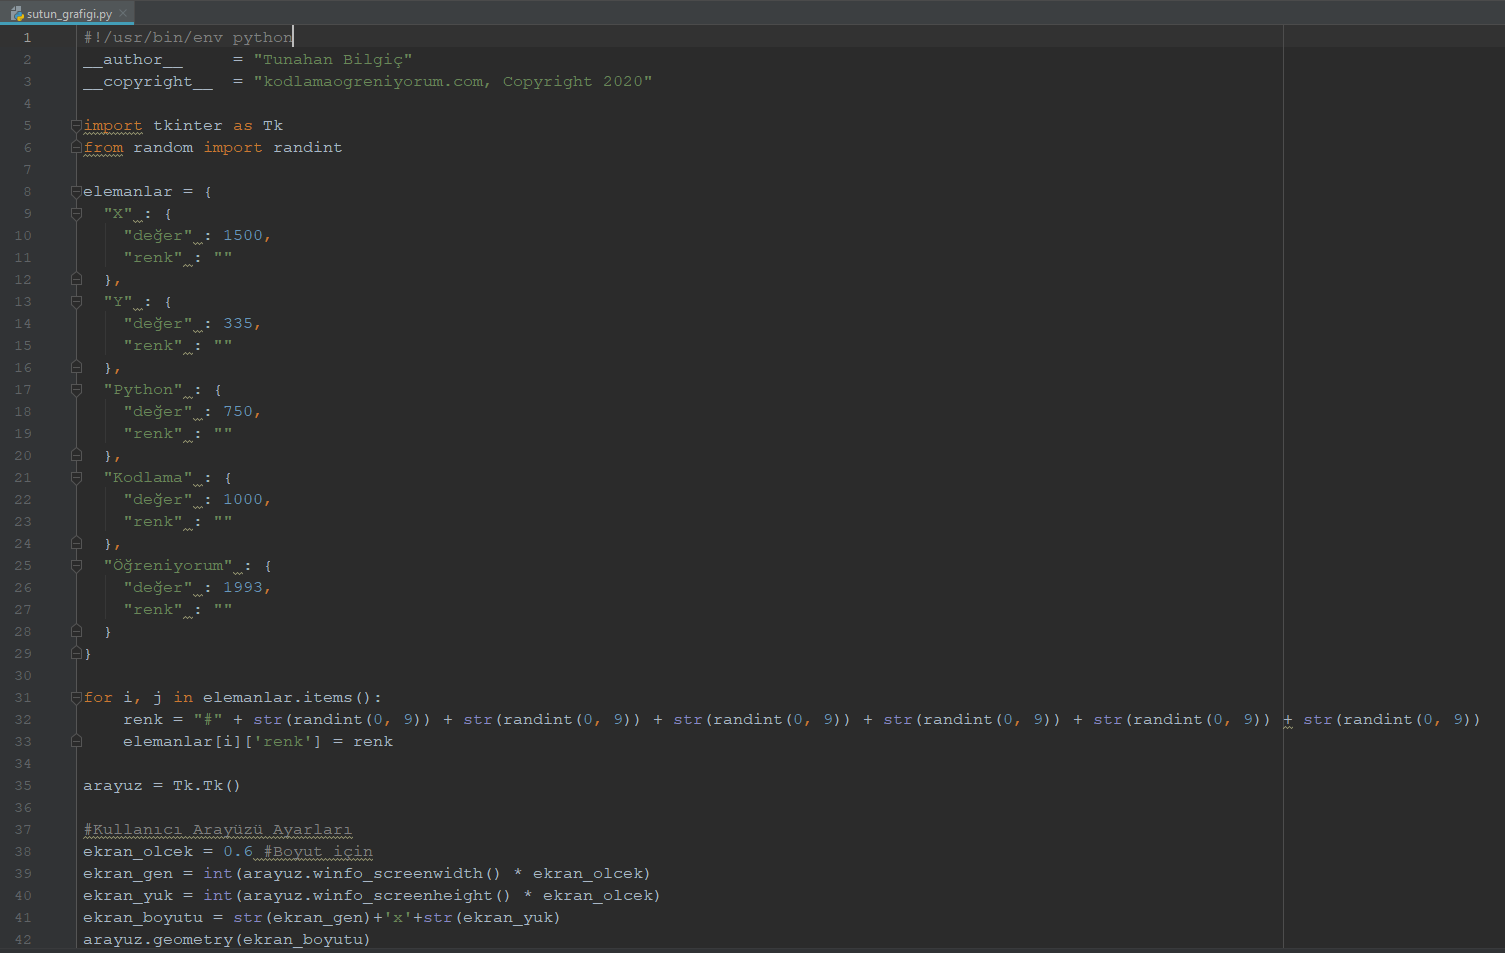 sutun_grafigi.py
1 #!/usr/bin/env python
2 __author__     = "Tunahan Bilgiç"
3 __copyright__  = "kodlamaogreniyorum.com, Copyright 2020"
4
5 import tkinter as Tk
6 from random import randint
7
8 elemanlar = {
9   "X" : {
10     "değer" : 1500,
11     "renk" : ""
12   },
13   "Y" : {
14     "değer" : 335,
15     "renk" : ""
16   },
17   "Python" : {
18     "değer" : 750,
19     "renk" : ""
20   },
21   "Kodlama" : {
22     "değer" : 1000,
23     "renk" : ""
24   },
25   "Öğreniyorum" : {
26     "değer" : 1993,
27     "renk" : ""
28   }
29 }
30
31 for i, j in elemanlar.items():
32     renk = "#" + str(randint(0, 9)) + str(randint(0, 9)) + str(randint(0, 9)) + str(randint(0, 9)) + str(randint(0, 9)) + str(randint(0, 9))
33     elemanlar[i]['renk'] = renk
34
35 arayuz = Tk.Tk()
36
37 #Kullanıcı Arayüzü Ayarları
38 ekran_olcek = 0.6 #Boyut için
39 ekran_gen = int(arayuz.winfo_screenwidth() * ekran_olcek)
40 ekran_yuk = int(arayuz.winfo_screenheight() * ekran_olcek)
41 ekran_boyutu = str(ekran_gen)+'x'+str(ekran_yuk)
42 arayuz.geometry(ekran_boyutu)